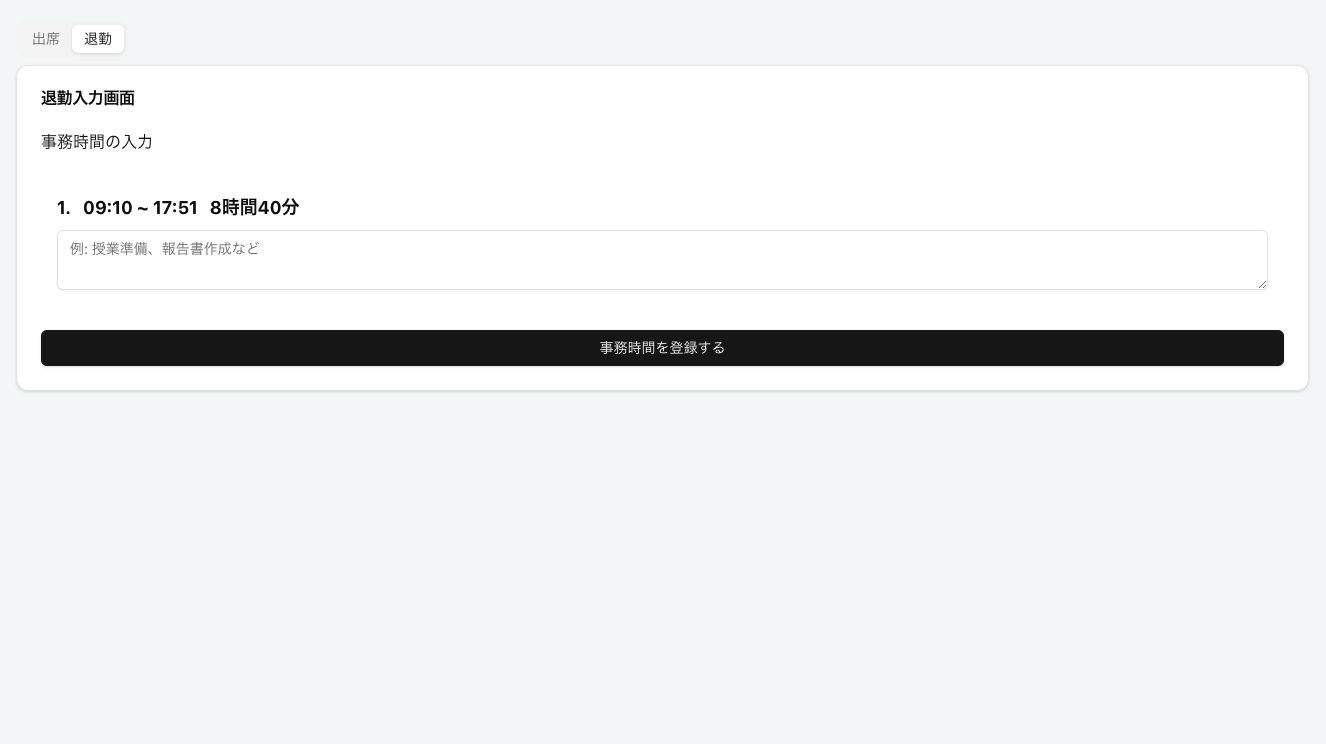 出席 退勤
退勤入力画面
事務時間の入力
1. 09:10 ~ 17:51 8時間40分
例: 授業準備、報告書作成など
事務時間を登録する